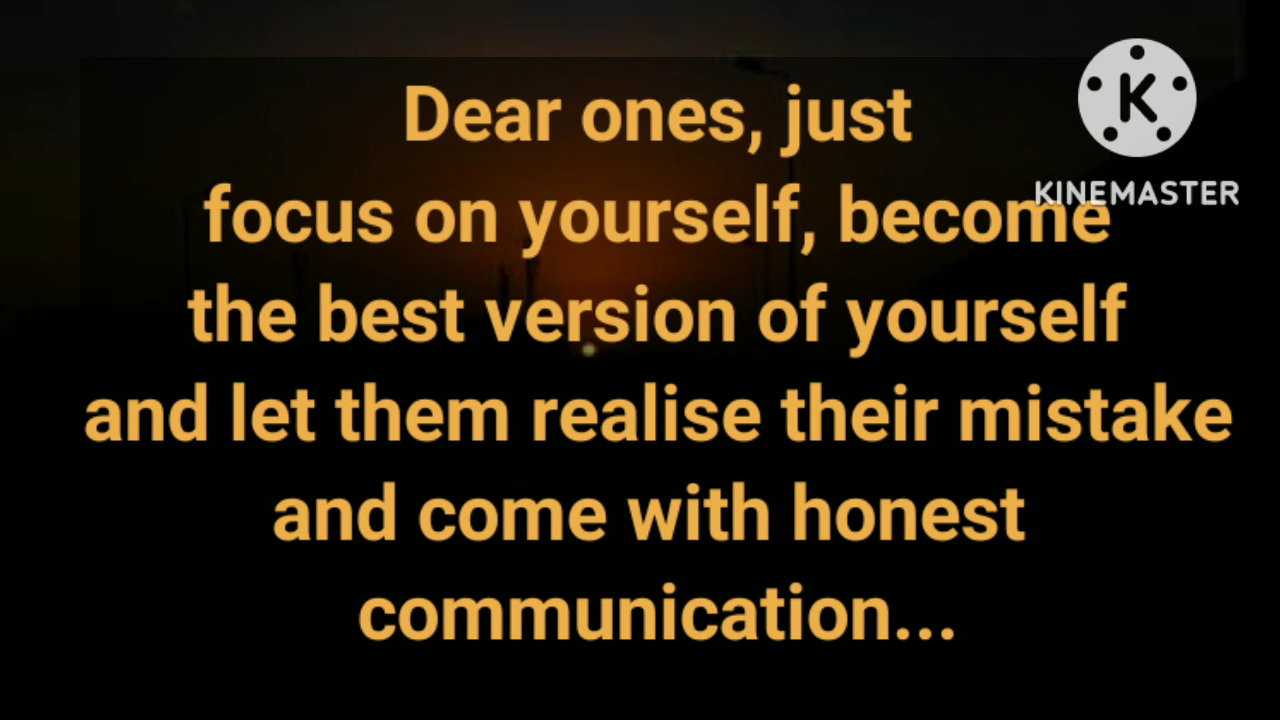 Dear ones, just
focus on yourself, become
the best version of yourself
and let them realise their mistake
and come with honest
communication...
K
KINEMASTER